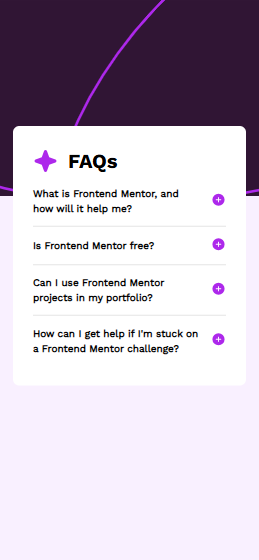 FAQs
What is Frontend Mentor, and
how will it help me?
Is Frontend Mentor free?
Can I use Frontend Mentor
projects in my portfolio?
How can I get help if I'm stuck on
a Frontend Mentor challenge?